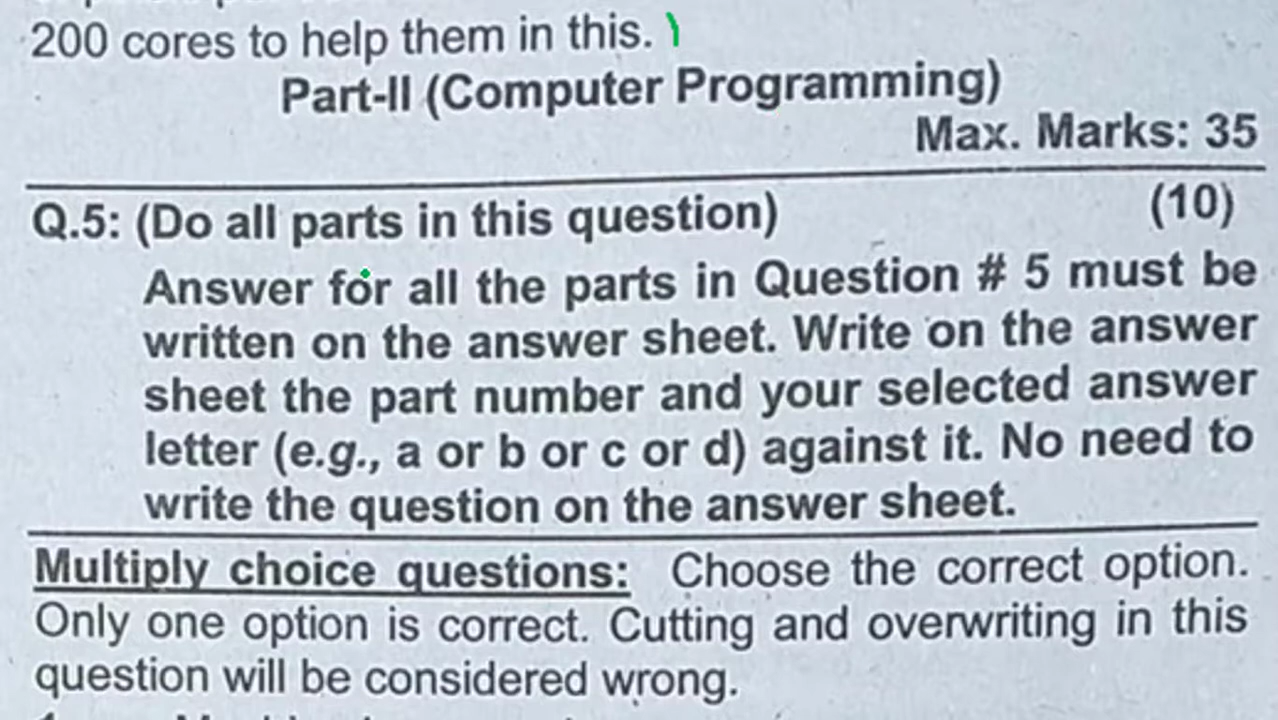 200 cores to help them in this.
Part-II (Computer Programming)
Max. Marks: 35
Q.5: (Do all parts in this question) (10)
Answer for all the parts in Question # 5 must be
written on the answer sheet. Write on the answer
sheet the part number and your selected answer
letter (e.g., a or b or c or d) against it. No need to
write the question on the answer sheet.
Multiply choice questions: Choose the correct option.
Only one option is correct. Cutting and overwriting in this
question will be considered wrong.